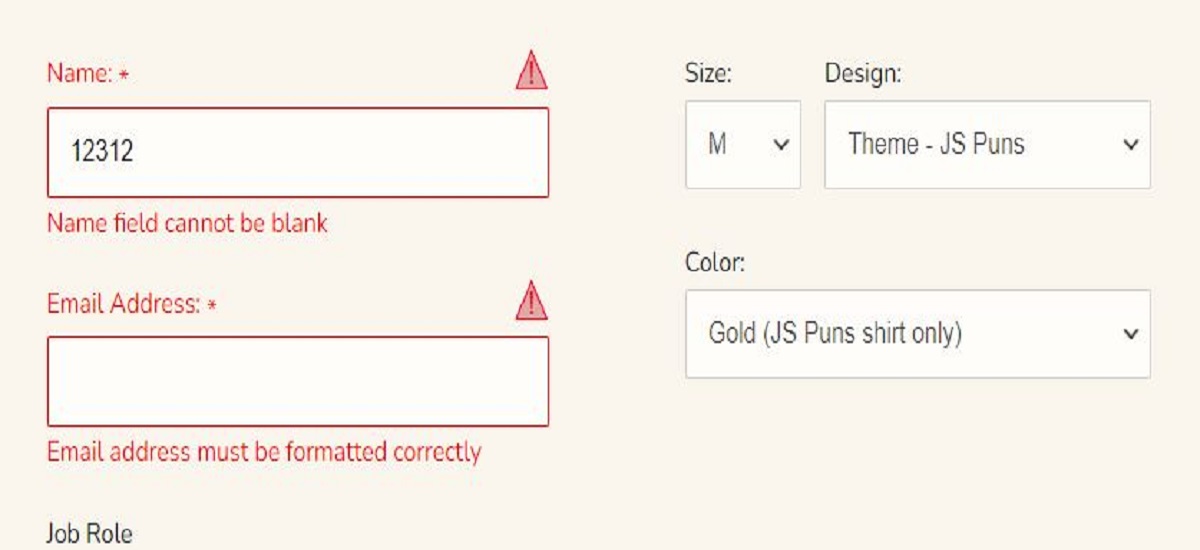 Name: *
12312
Name field cannot be blank
Email Address: *
Email address must be formatted correctly
Job Role
Size:
M
Design:
Theme - JS Puns
Color:
Gold (JS Puns shirt only)